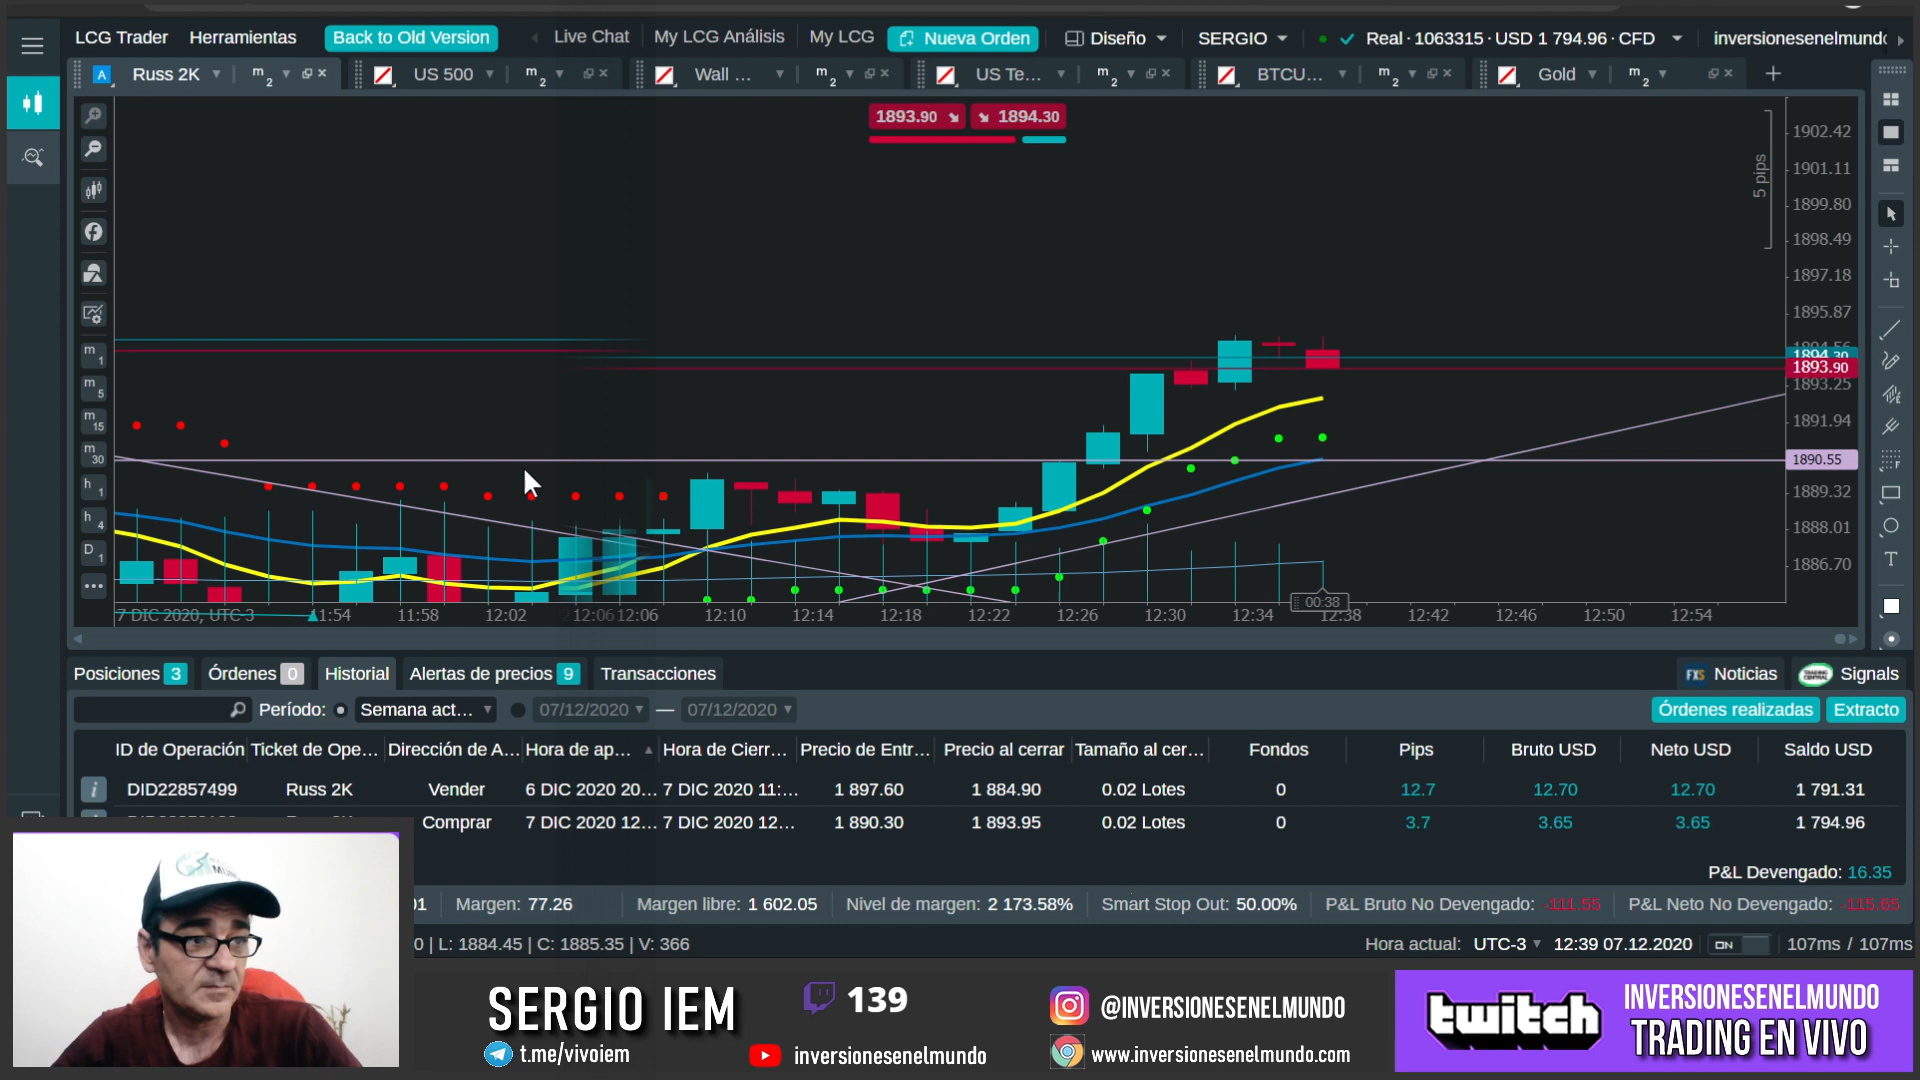 LCG Trader Herramientas Back to Old Version Live Chat My LCG Análisis My LCG Nueva Orden Diseño SERGIO Real · 1063315 · USD 1 794.96 · CFD inversionesenelmund
A Russ 2K m2 US 500 m2 Wall ... m2 US Te... m2 BTCU... m2 Gold m2
1893.90 1894.30
5 pips
1902.42
1901.11
1899.80
1898.49
1897.18
1895.87
1894.30
1893.90
1893.25
1891.94
1890.55
1889.32
1888.01
1886.70
m1
m5
m15
m30
h1
h4
D1
T
00:38
7 DIC 2020, UTC-3 11:54 11:58 12:02 12:06 12:06 12:10 12:14 12:18 12:22 12:26 12:30 12:34 12:38 12:42 12:46 12:50 12:54
Posiciones 3 Órdenes 0 Historial Alertas de precios 9 Transacciones FXS Noticias TRADING CENTRAL Signals
Período: Semana act... 07/12/2020 — 07/12/2020 Órdenes realizadas Extracto
ID de Operación Ticket de Ope... Dirección de A... Hora de ap... Hora de Cierr... Precio de Entr... Precio al cerrar Tamaño al cer... Fondos Pips Bruto USD Neto USD Saldo USD
i DID22857499 Russ 2K Vender 6 DIC 2020 20... 7 DIC 2020 11:... 1 897.60 1 884.90 0.02 Lotes 0 12.7 12.70 12.70 1 791.31
Comprar 7 DIC 2020 12... 7 DIC 2020 12... 1 890.30 1 893.95 0.02 Lotes 0 3.7 3.65 3.65 1 794.96
P&L Devengado: 16.35
01 Margen: 77.26 Margen libre: 1 602.05 Nivel de margen: 2 173.58% Smart Stop Out: 50.00% P&L Bruto No Devengado: -111.55 P&L Neto No Devengado: -115.65
0 | L: 1884.45 | C: 1885.35 | V: 366 Hora actual: UTC-3 12:39 07.12.2020 ON 107ms / 107ms
SERGIO IEM 139 @INVERSIONESENELMUNDO twitch INVERSIONESENELMUNDO
TRADING EN VIVO
t.me/vivoiem inversionesenelmundo www.inversionesenelmundo.com